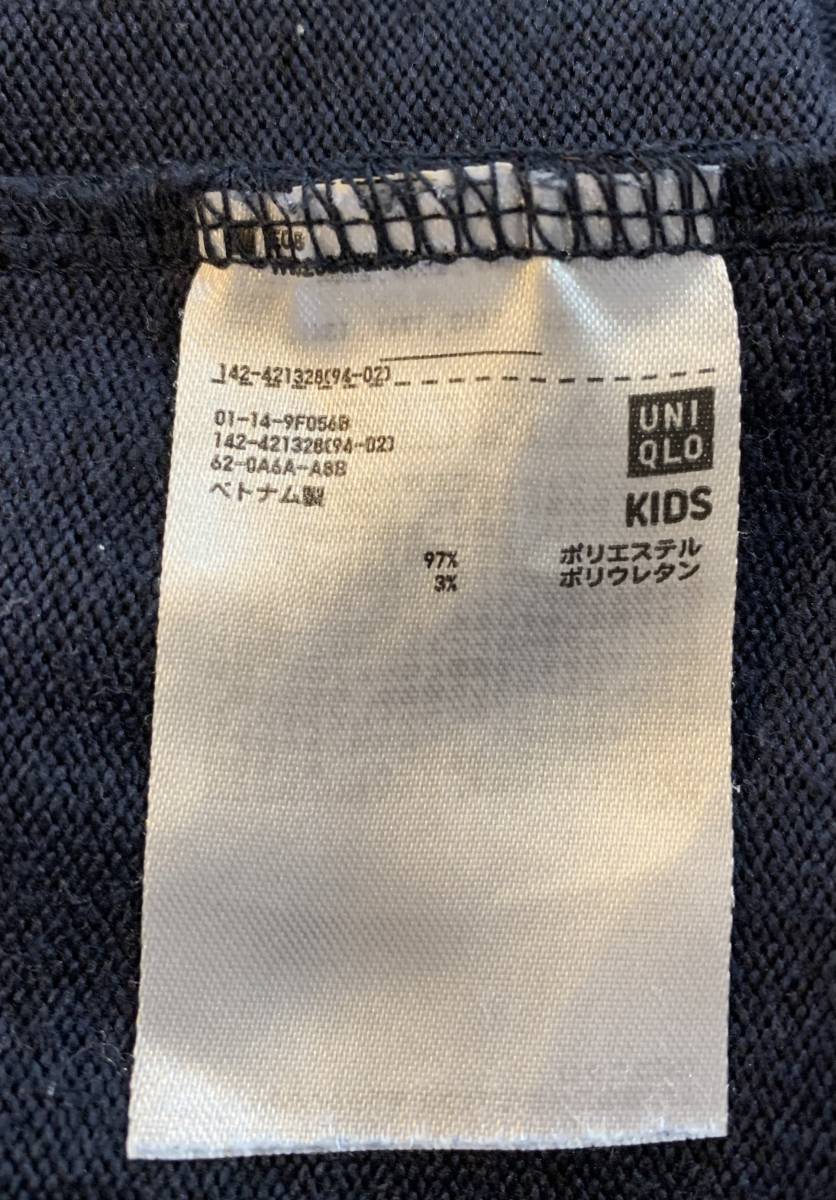 142-421328(94-02)
01-14-9F056B
142-421328(94-02)
62-0A6A-A8B
ベトナム製
UNI
QLO
KIDS
97% ポリエステル
3% ポリウレタン